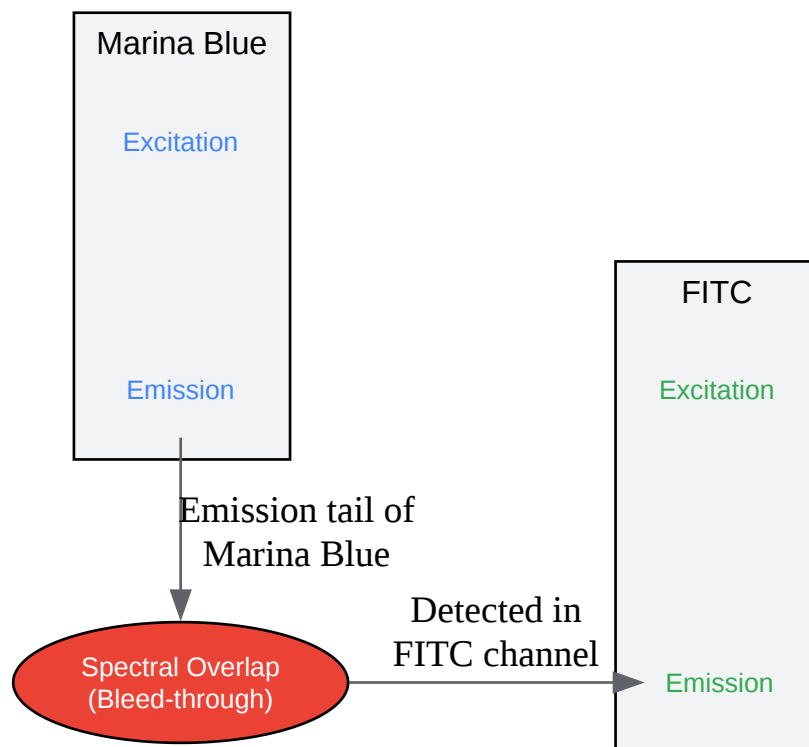 Marina Blue
Excitation
Emission
Emission tail of
Marina Blue
Spectral Overlap
(Bleed-through)
Detected in
FITC channel
FITC
Excitation
Emission